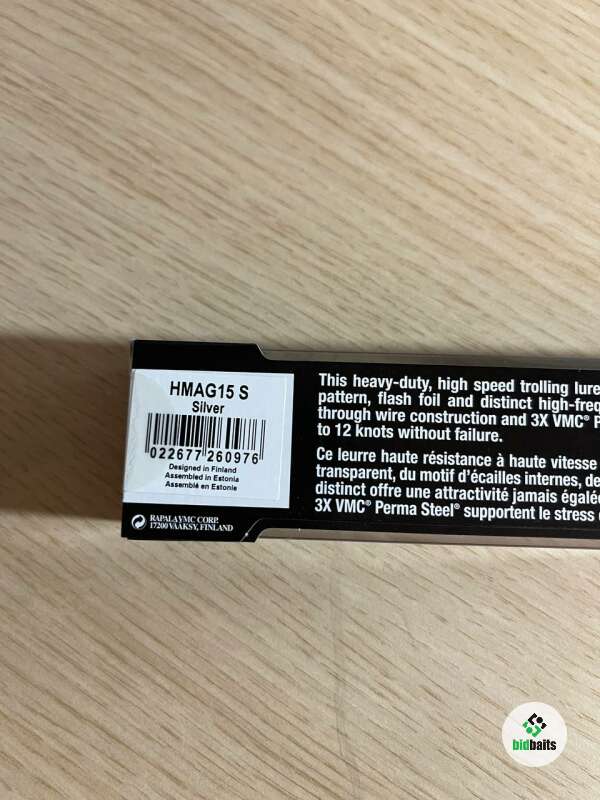 HMAG15 S
Silver
022677 260976
Designed in Finland
Assembled in Estonia
Assemblé en Estonie
RAPALA VMC CORP.
17200 VÄÄKSY, FINLAND
This heavy-duty, high speed trolling lure
pattern, flash foil and distinct high-freq
through wire construction and 3X VMC® P
to 12 knots without failure.
Ce leurre haute résistance à haute vitesse
transparent, du motif d'écailles internes, de
distinct offre une attractivité jamais égalé
3X VMC® Perma Steel® supportent le stress
bidbaits